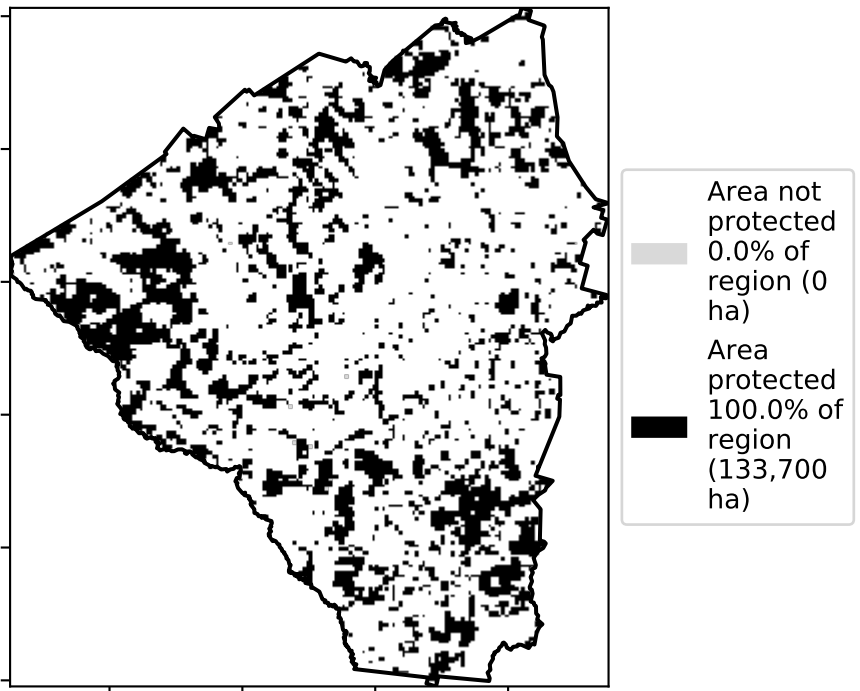 Area not
protected
0.0% of
region (0
ha)
Area
protected
100.0% of
region
(133,700
ha)